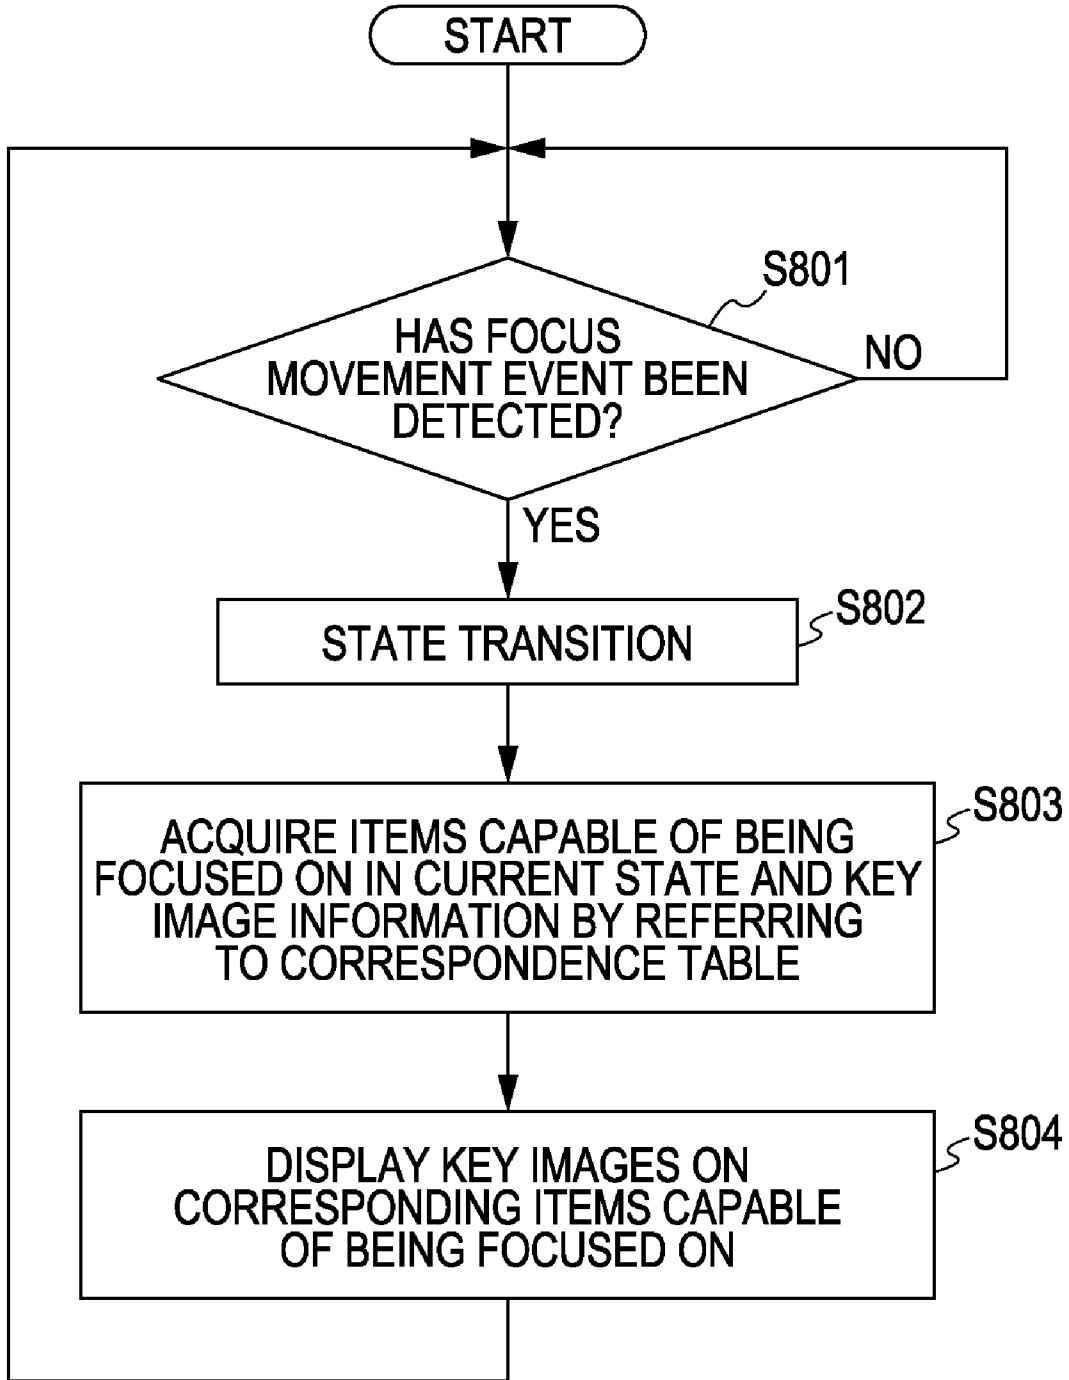 START
S801
HAS FOCUS
MOVEMENT EVENT BEEN
DETECTED?
NO
YES
S802
STATE TRANSITION
S803
ACQUIRE ITEMS CAPABLE OF BEING
FOCUSED ON IN CURRENT STATE AND KEY
IMAGE INFORMATION BY REFERRING
TO CORRESPONDENCE TABLE
S804
DISPLAY KEY IMAGES ON
CORRESPONDING ITEMS CAPABLE
OF BEING FOCUSED ON